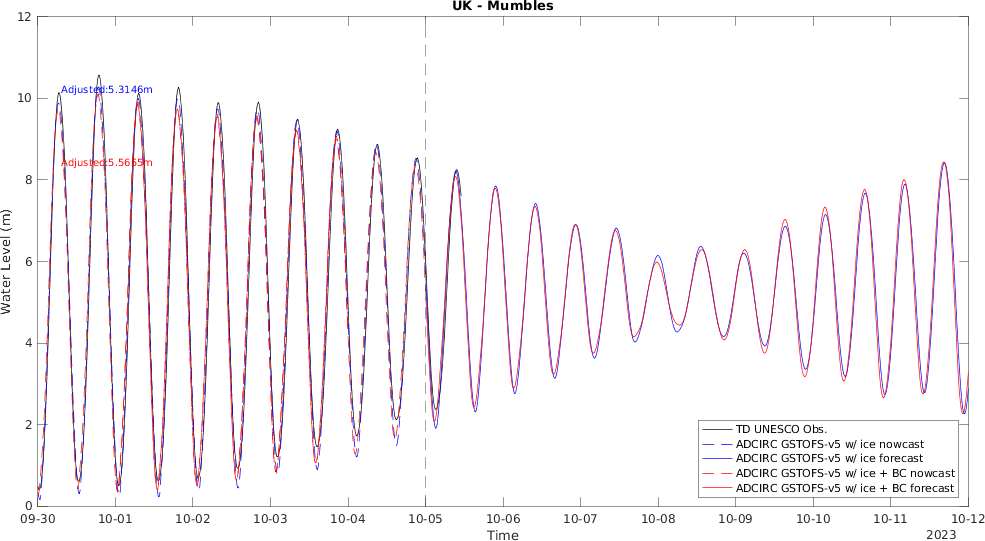 UK - Mumbles
12
10
8
6
4
2
0
Water Level (m)
Adjusted:5.3146m
Adjusted:5.5655m
TD UNESCO Obs.
ADCIRC GSTOFS-v5 w/ ice nowcast
ADCIRC GSTOFS-v5 w/ ice forecast
ADCIRC GSTOFS-v5 w/ ice + BC nowcast
ADCIRC GSTOFS-v5 w/ ice + BC forecast
09-30 10-01 10-02 10-03 10-04 10-05 10-06 10-07 10-08 10-09 10-10 10-11 10-12
Time
2023